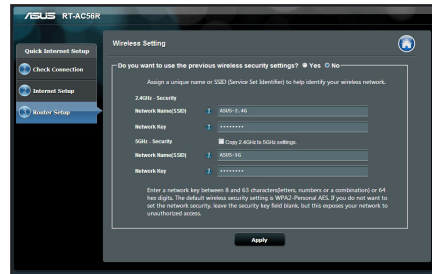 ASUS RT-AC56R
Quick Internet Setup
Check Connection
Internet Setup
Router Setup
Wireless Setting
Do you want to use the previous wireless security settings? Yes No
Assign a unique name or SSID (Service Set Identifier) to help identify your wireless network.
2.4GHz - Security
Network Name(SSID) ASUS-2.4G
Network Key ········
5GHz - Security Copy 2.4GHz to 5GHz settings.
Network Name(SSID) ASUS-5G
Network Key ········
Enter a network key between 8 and 63 characters(letters, numbers or a combination) or 64
hex digits. The default wireless security setting is WPA2-Personal AES. If you do not want to
set the network security, leave the security key field blank, but this exposes your network to
unauthorized access.
Apply